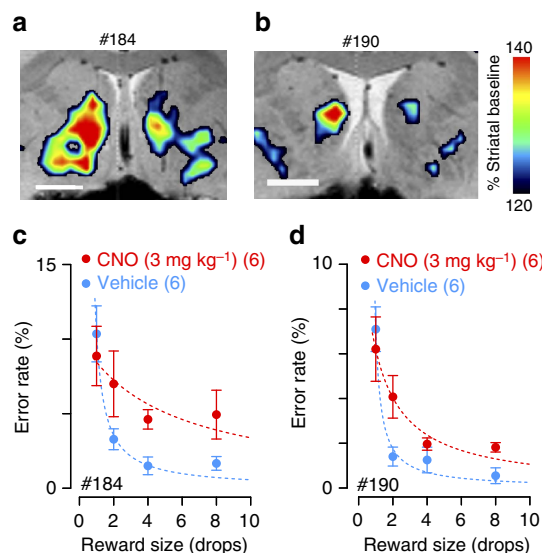 a
#184
b
#190
140
% Striatal baseline
120
c
CNO (3 mg kg⁻¹) (6)
Vehicle (6)
15
Error rate (%)
0
#184
0 2 4 6 8 10
Reward size (drops)
d
CNO (3 mg kg⁻¹) (6)
Vehicle (6)
10
Error rate (%)
0
#190
0 2 4 6 8 10
Reward size (drops)